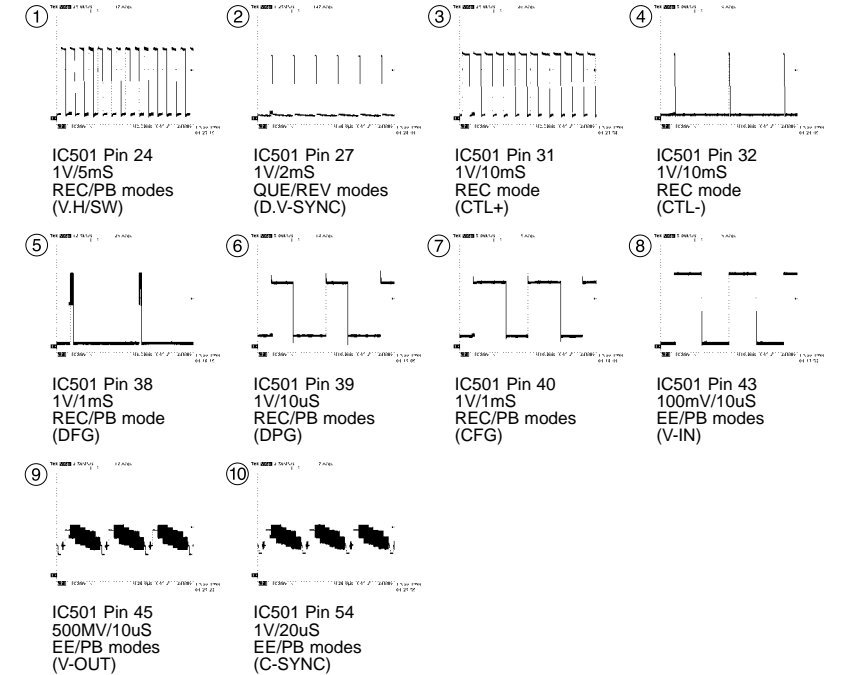 ①
②
③
④
IC501 Pin 24
1V/5mS
REC/PB modes
(V.H/SW)
IC501 Pin 27
1V/2mS
QUE/REV modes
(D.V-SYNC)
IC501 Pin 31
1V/10mS
REC mode
(CTL+)
IC501 Pin 32
1V/10mS
REC mode
(CTL-)
⑤
⑥
⑦
⑧
IC501 Pin 38
1V/1mS
REC/PB mode
(DFG)
IC501 Pin 39
1V/10uS
REC/PB modes
(DPG)
IC501 Pin 40
1V/1mS
REC/PB modes
(CFG)
IC501 Pin 43
100mV/10uS
EE/PB modes
(V-IN)
⑨
⑩
IC501 Pin 45
500MV/10uS
EE/PB modes
(V-OUT)
IC501 Pin 54
1V/20uS
EE/PB modes
(C-SYNC)